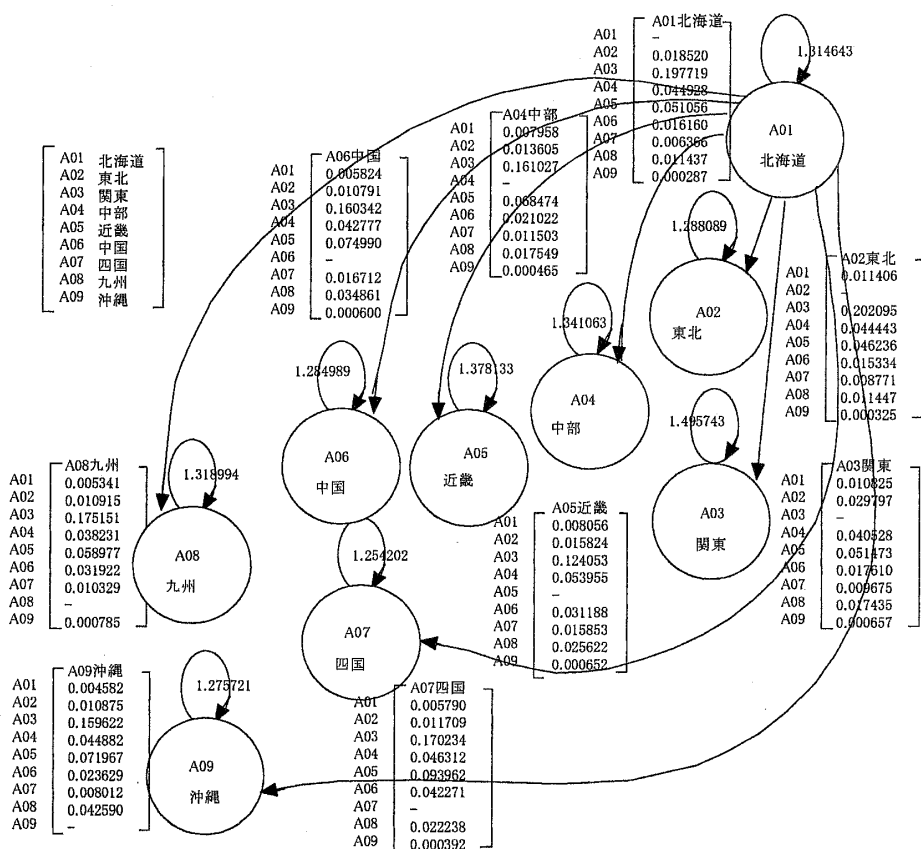 A01北海道
A01 -
A02 0.018520
A03 0.197719
A04 0.044928
A05 0.051056
A06 0.016160
A07 0.006366
A08 0.011437
A09 0.000287
1.314643
A01
北海道
A01 北海道
A02 東北
A03 関東
A04 中部
A05 近畿
A06 中国
A07 四国
A08 九州
A09 沖縄
A06中国
A01 0.005824
A02 0.010791
A03 0.160342
A04 0.042777
A05 0.074990
A06 -
A07 0.016712
A08 0.034861
A09 0.000600
A04中部
A01 0.007958
A02 0.013605
A03 0.161027
A04 -
A05 0.068474
A06 0.021022
A07 0.011503
A08 0.017549
A09 0.000465
1.288089
A02
東北
A02東北
A01 0.011406
A02 -
A03 0.202095
A04 0.044443
A05 0.046236
A06 0.015334
A07 0.008771
A08 0.011447
A09 0.000325
1.341063
A04
中部
1.284989
A06
中国
1.378133
A05
近畿
1.495743
A03
関東
A08九州
A01 0.005341
A02 0.010915
A03 0.175151
A04 0.038231
A05 0.058977
A06 0.031922
A07 0.010329
A08 -
A09 0.000785
1.318994
A08
九州
A03関東
A01 0.010825
A02 0.029797
A03 -
A04 0.040528
A05 0.051473
A06 0.017610
A07 0.009675
A08 0.017435
A09 0.000657
A05近畿
A01 0.008056
A02 0.015824
A03 0.124053
A04 0.053955
A05 -
A06 0.031188
A07 0.015853
A08 0.025622
A09 0.000652
1.254202
A07
四国
A09沖縄
A01 0.004582
A02 0.010875
A03 0.159622
A04 0.044882
A05 0.071967
A06 0.023629
A07 0.008012
A08 0.042590
A09 -
1.275721
A09
沖縄
A07四国
A01 0.005790
A02 0.011709
A03 0.170234
A04 0.046312
A05 0.093962
A06 0.042271
A07 -
A08 0.022238
A09 0.000392